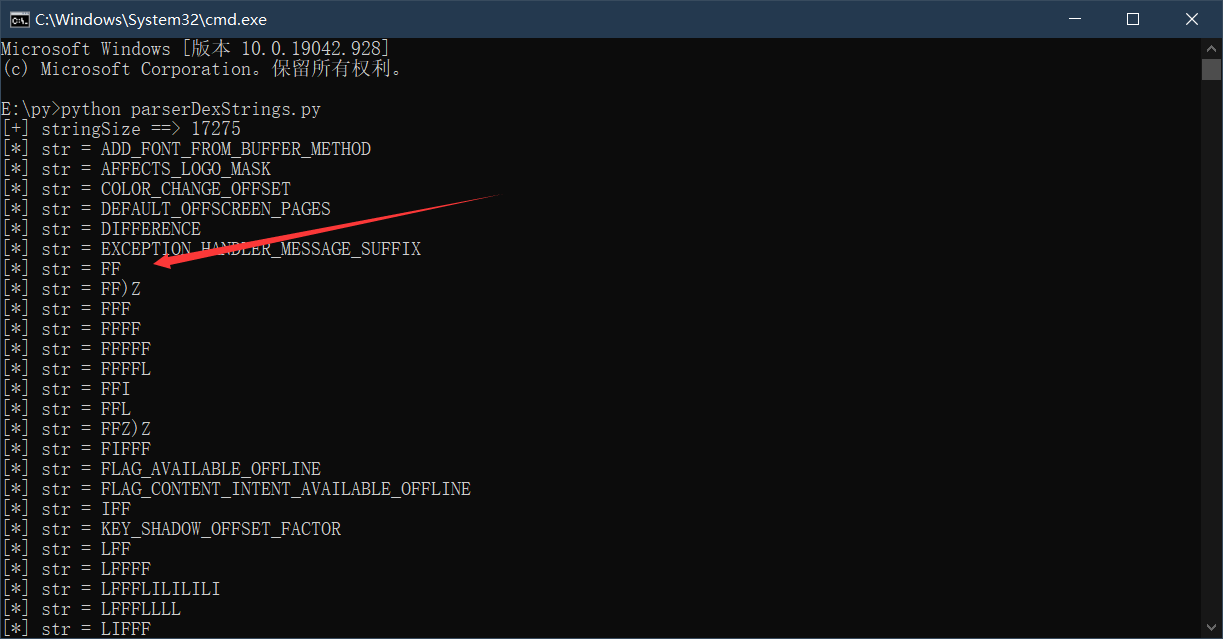 C:\Windows\System32\cmd.exe
Microsoft Windows [版本 10.0.19042.928]
(c) Microsoft Corporation。保留所有权利。
E:\py>python parserDexStrings.py
[+] stringSize ==> 17275
[*] str = ADD_FONT_FROM_BUFFER_METHOD
[*] str = AFFECTS_LOGO_MASK
[*] str = COLOR_CHANGE_OFFSET
[*] str = DEFAULT_OFFSCREEN_PAGES
[*] str = DIFFERENCE
[*] str = EXCEPTION_HANDLER_MESSAGE_SUFFIX
[*] str = FF
[*] str = FF)Z
[*] str = FFF
[*] str = FFFF
[*] str = FFFFF
[*] str = FFFFL
[*] str = FFI
[*] str = FFL
[*] str = FFZ)Z
[*] str = FIFFF
[*] str = FLAG_AVAILABLE_OFFLINE
[*] str = FLAG_CONTENT_INTENT_AVAILABLE_OFFLINE
[*] str = IFF
[*] str = KEY_SHADOW_OFFSET_FACTOR
[*] str = LFF
[*] str = LFFFF
[*] str = LFFFLILILILI
[*] str = LFFFLLLL
[*] str = LIFFF